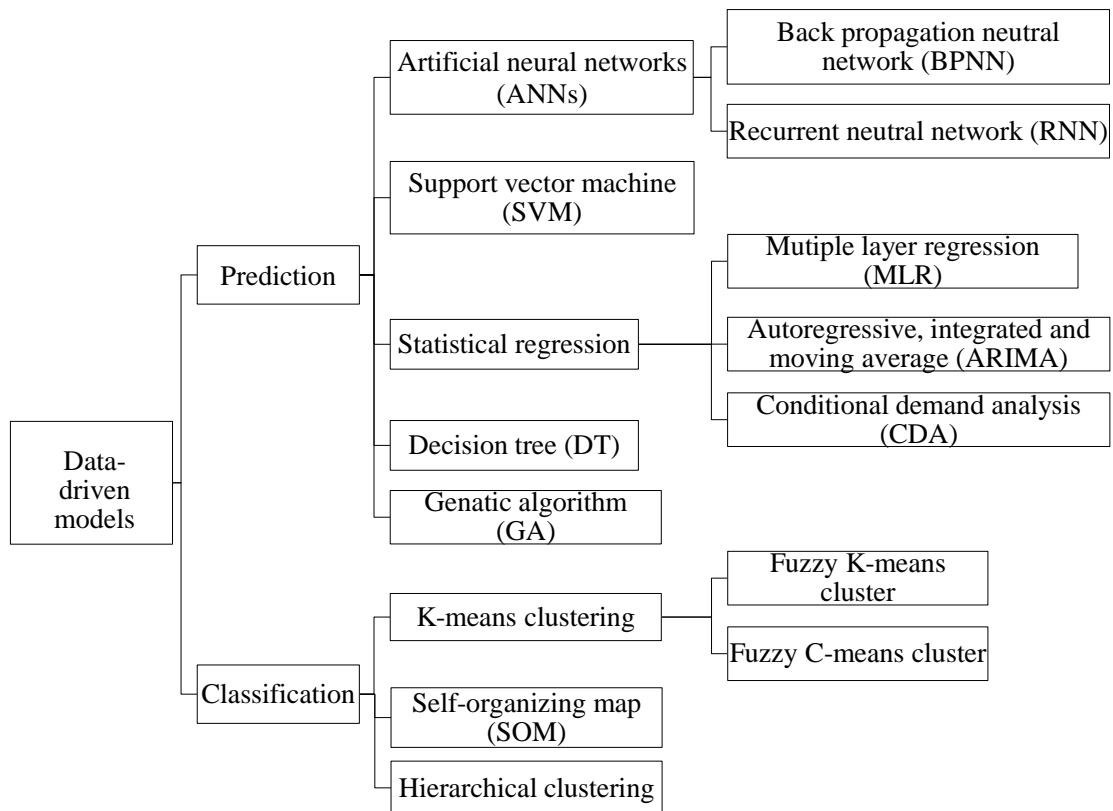 Data-
driven
models
Prediction
Artificial neural networks
(ANNs)
Back propagation neutral
network (BPNN)
Recurrent neutral network (RNN)
Support vector machine
(SVM)
Statistical regression
Mutiple layer regression
(MLR)
Autoregressive, integrated and
moving average (ARIMA)
Conditional demand analysis
(CDA)
Decision tree (DT)
Genatic algorithm
(GA)
Classification
K-means clustering
Fuzzy K-means
cluster
Fuzzy C-means cluster
Self-organizing map
(SOM)
Hierarchical clustering